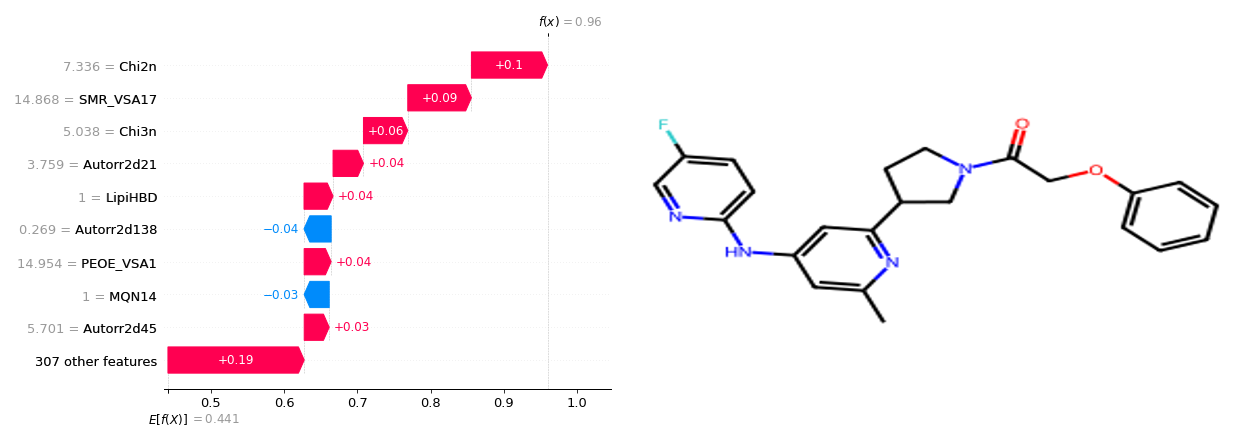 f(x) = 0.96
7.336 = Chi2n
+0.1
14.868 = SMR_VSA17
+0.09
5.038 = Chi3n
+0.06
3.759 = Autorr2d21
+0.04
1 = LipiHBD
+0.04
0.269 = Autorr2d138
−0.04
14.954 = PEOE_VSA1
+0.04
1 = MQN14
−0.03
5.701 = Autorr2d45
+0.03
307 other features
+0.19
0.5 0.6 0.7 0.8 0.9 1.0
E[f(X)] = 0.441
F
O
N
O
N
HN
N